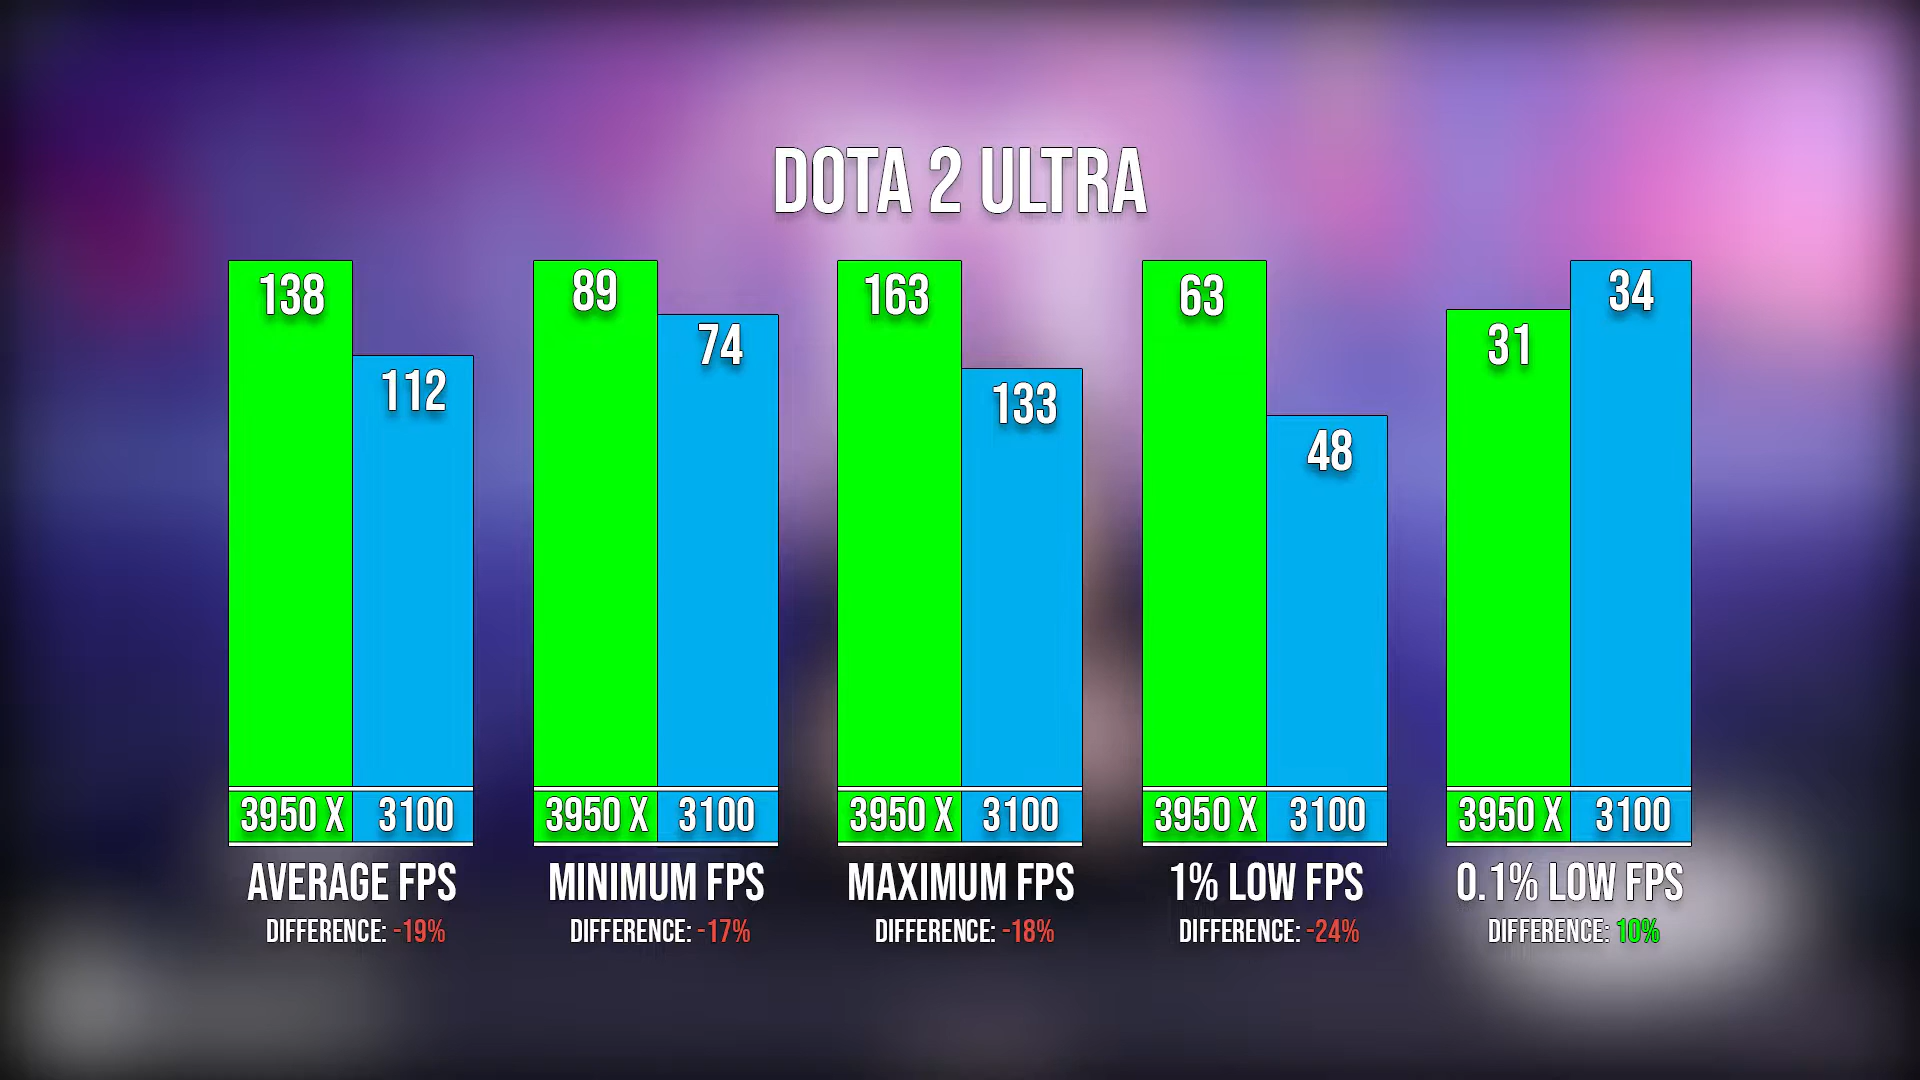 DOTA 2 ULTRA
138
112
3950 X
3100
AVERAGE FPS
DIFFERENCE: -19%
89
74
3950 X
3100
MINIMUM FPS
DIFFERENCE: -17%
163
133
3950 X
3100
MAXIMUM FPS
DIFFERENCE: -18%
63
48
3950 X
3100
1% LOW FPS
DIFFERENCE: -24%
31
34
3950 X
3100
0.1% LOW FPS
DIFFERENCE: 10%